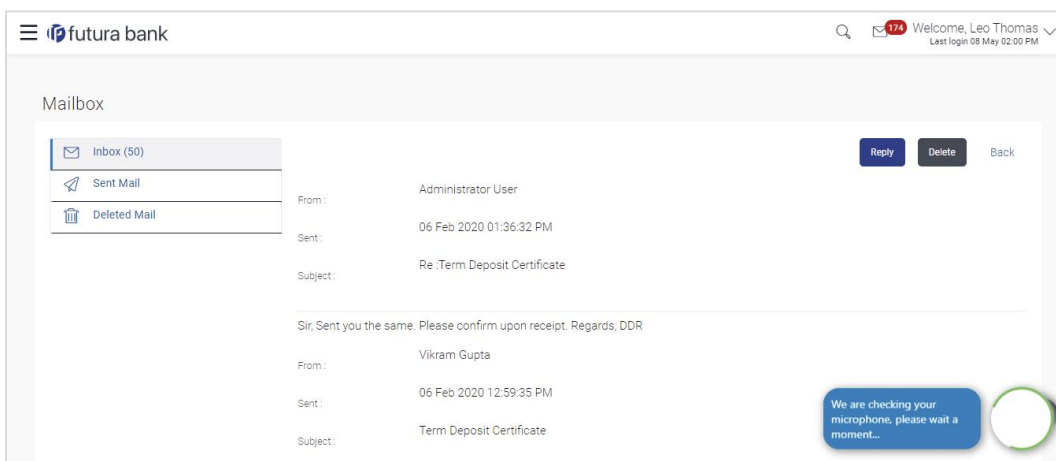 futura bank
174
Welcome, Leo Thomas
Last login 08 May 02:00 PM
Mailbox
Inbox (50)
Sent Mail
Deleted Mail
Reply
Delete
Back
From :
Administrator User
Sent :
06 Feb 2020 01:36:32 PM
Subject :
Re :Term Deposit Certificate
Sir, Sent you the same. Please confirm upon receipt. Regards, DDR
From :
Vikram Gupta
Sent :
06 Feb 2020 12:59:35 PM
Subject :
Term Deposit Certificate
We are checking your
microphone, please wait a
moment...